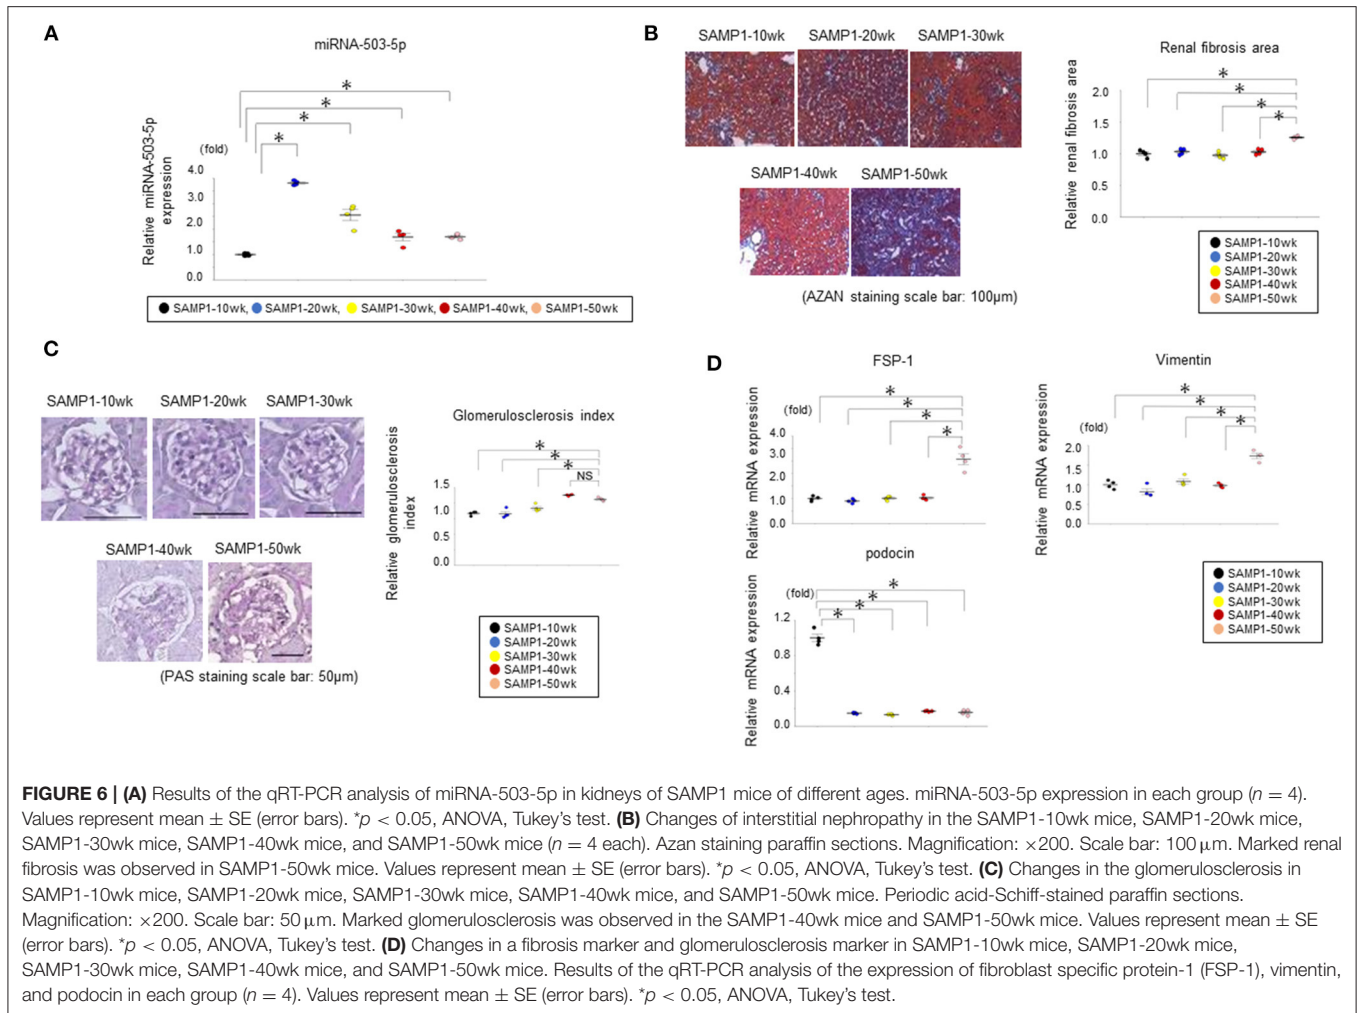 A
miRNA-503-5p
*
*
*
*
(fold)
Relative miRNA-503-5p
expression
4.0
3.0
2.0
1.0
0.0
SAMP1-10wk, SAMP1-20wk, SAMP1-30wk, SAMP1-40wk, SAMP1-50wk
B
SAMP1-10wk SAMP1-20wk SAMP1-30wk
SAMP1-40wk SAMP1-50wk
(AZAN staining scale bar: 100µm)
Renal fibrosis area
*
*
*
*
Relative renal fibrosis area
2.0
1.5
1.0
0.5
0.0
SAMP1-10wk
SAMP1-20wk
SAMP1-30wk
SAMP1-40wk
SAMP1-50wk
C
SAMP1-10wk SAMP1-20wk SAMP1-30wk
SAMP1-40wk SAMP1-50wk
(PAS staining scale bar: 50µm)
Glomerulosclerosis index
*
*
*
NS
Relative glomerulosclerosis
index
1.5
1.0
0.5
0.0
SAMP1-10wk
SAMP1-20wk
SAMP1-30wk
SAMP1-40wk
SAMP1-50wk
D
FSP-1
*
*
*
*
(fold)
Relative mRNA expression
4.0
3.0
2.0
1.0
0.0
Vimentin
*
*
*
*
(fold)
Relative mRNA expression
2.0
1.5
1.0
0.5
0.0
podocin
*
*
*
*
(fold)
Relative mRNA expression
1.2
0.8
0.4
0.0
SAMP1-10wk
SAMP1-20wk
SAMP1-30wk
SAMP1-40wk
SAMP1-50wk
FIGURE 6 | (A) Results of the qRT-PCR analysis of miRNA-503-5p in kidneys of SAMP1 mice of different ages. miRNA-503-5p expression in each group (n = 4).
Values represent mean ± SE (error bars). *p < 0.05, ANOVA, Tukey's test. (B) Changes of interstitial nephropathy in the SAMP1-10wk mice, SAMP1-20wk mice,
SAMP1-30wk mice, SAMP1-40wk mice, and SAMP1-50wk mice (n = 4 each). Azan staining paraffin sections. Magnification: ×200. Scale bar: 100 µm. Marked renal
fibrosis was observed in SAMP1-50wk mice. Values represent mean ± SE (error bars). *p < 0.05, ANOVA, Tukey's test. (C) Changes in the glomerulosclerosis in
SAMP1-10wk mice, SAMP1-20wk mice, SAMP1-30wk mice, SAMP1-40wk mice, and SAMP1-50wk mice. Periodic acid-Schiff-stained paraffin sections.
Magnification: ×200. Scale bar: 50 µm. Marked glomerulosclerosis was observed in the SAMP1-40wk mice and SAMP1-50wk mice. Values represent mean ± SE
(error bars). *p < 0.05, ANOVA, Tukey's test. (D) Changes in a fibrosis marker and glomerulosclerosis marker in SAMP1-10wk mice, SAMP1-20wk mice,
SAMP1-30wk mice, SAMP1-40wk mice, and SAMP1-50wk mice. Results of the qRT-PCR analysis of the expression of fibroblast specific protein-1 (FSP-1), vimentin,
and podocin in each group (n = 4). Values represent mean ± SE (error bars). *p < 0.05, ANOVA, Tukey's test.